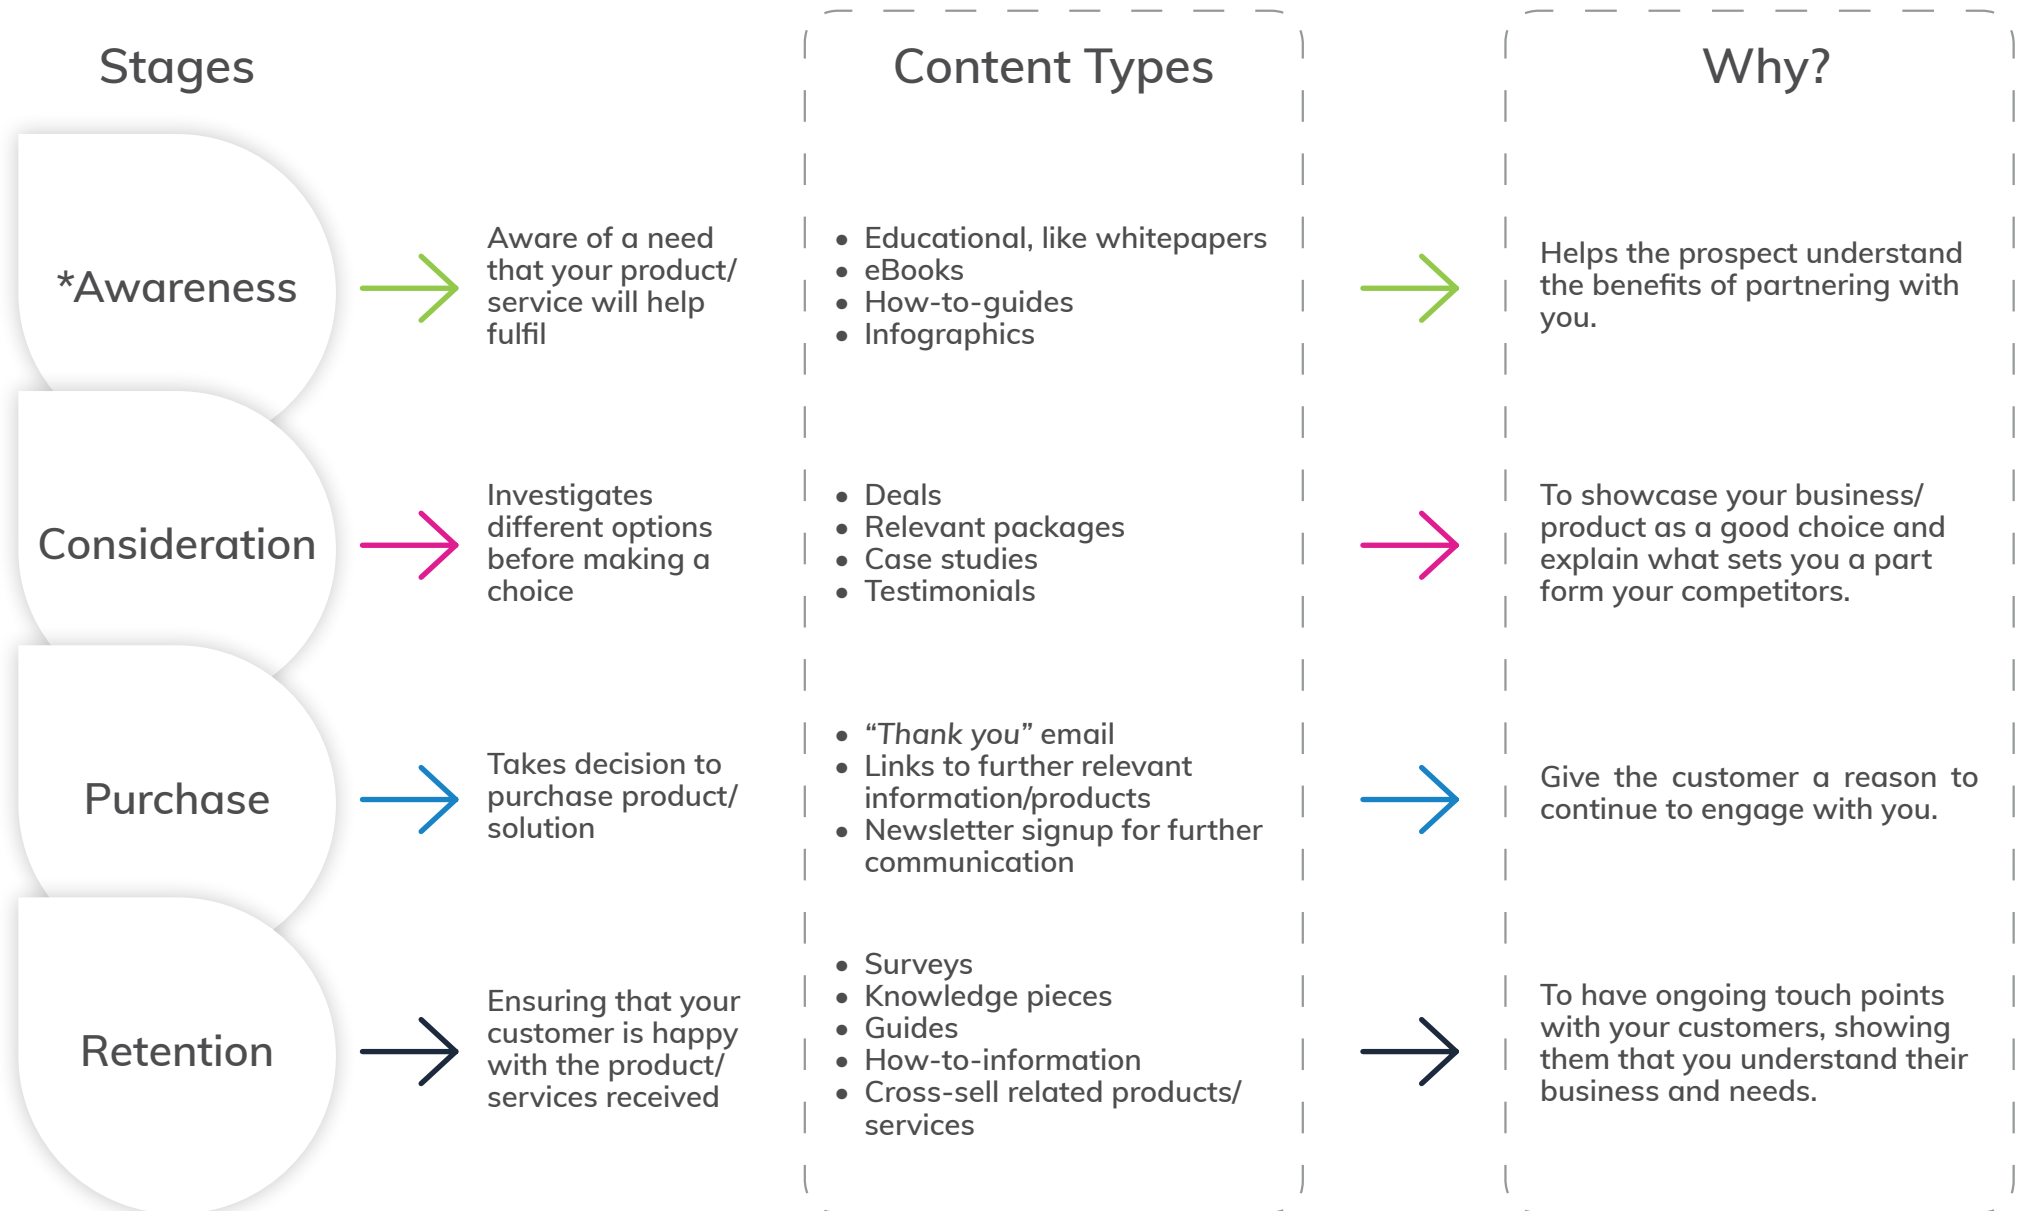 Stages
Content Types
Why?
*Awareness
Aware of a need
that your product/
service will help
fulfil
• Educational, like whitepapers
• eBooks
• How-to-guides
• Infographics
Helps the prospect understand
the benefits of partnering with
you.
Consideration
Investigates
different options
before making a
choice
• Deals
• Relevant packages
• Case studies
• Testimonials
To showcase your business/
product as a good choice and
explain what sets you a part
form your competitors.
Purchase
Takes decision to
purchase product/
solution
• “Thank you” email
• Links to further relevant
information/products
• Newsletter signup for further
communication
Give the customer a reason to
continue to engage with you.
Retention
Ensuring that your
customer is happy
with the product/
services received
• Surveys
• Knowledge pieces
• Guides
• How-to-information
• Cross-sell related products/
services
To have ongoing touch points
with your customers, showing
them that you understand their
business and needs.